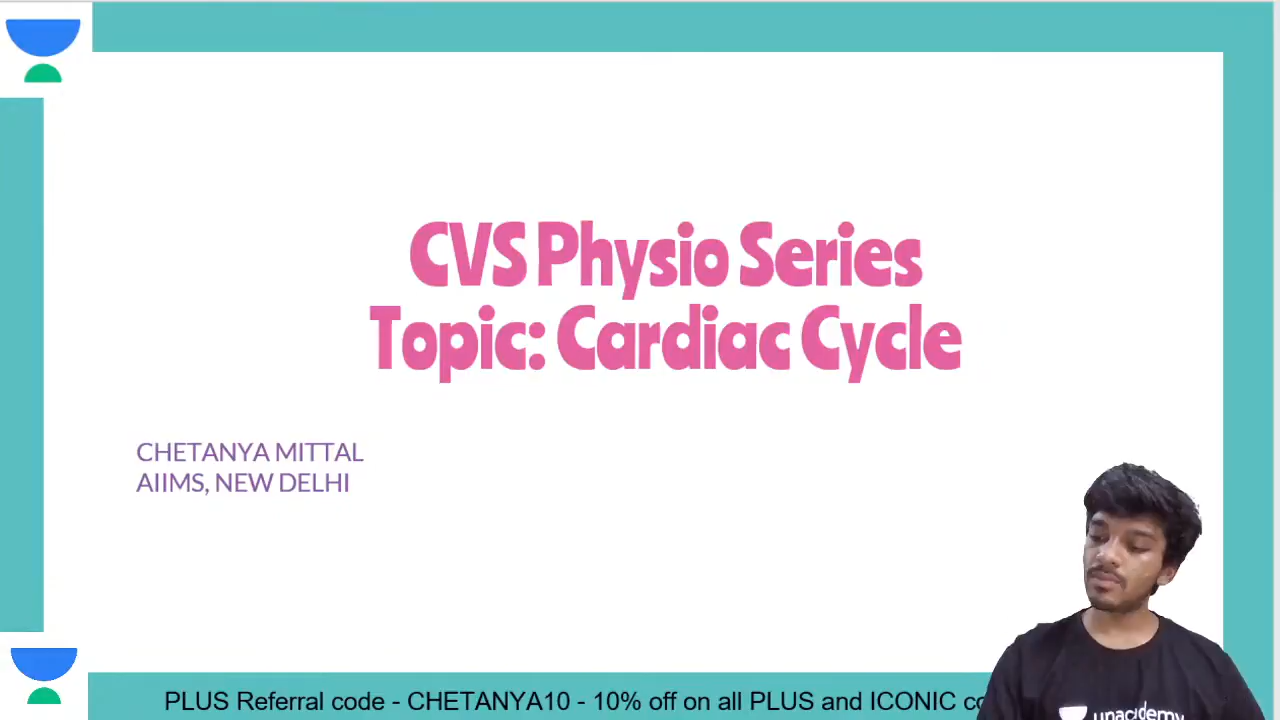 CVS Physio Series
Topic: Cardiac Cycle
CHETANYA MITTAL
AIIMS, NEW DELHI
PLUS Referral code - CHETANYA10 - 10% off on all PLUS and ICONIC
unacademy